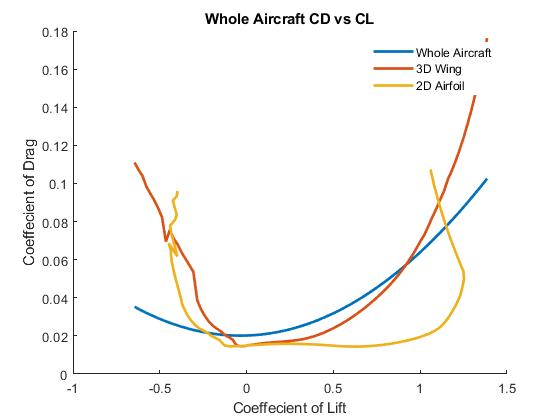 Whole Aircraft CD vs CL
0.18
0.16
0.14
0.12
0.1
0.08
0.06
0.04
0.02
0
Coeffecient of Drag
Whole Aircraft
3D Wing
2D Airfoil
-1
-0.5
0
0.5
1
1.5
Coeffecient of Lift